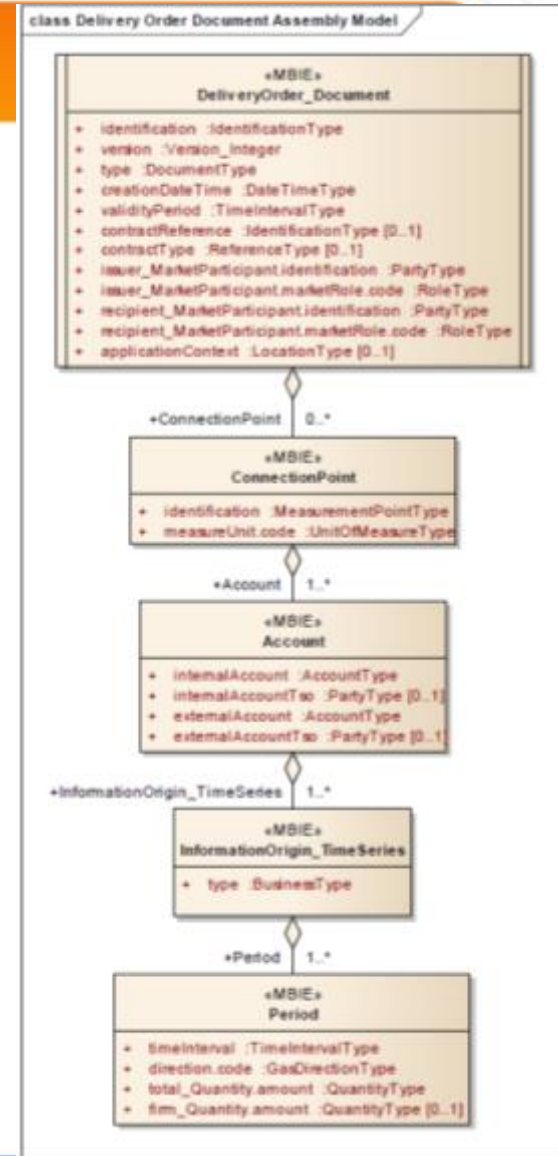 class Delivery Order Document Assembly Model
«MBIE»
DeliveryOrder_Document
+ identification :IdentificationType
+ version :Version_Integer
+ type :DocumentType
+ creationDateTime :DateTimeType
+ validityPeriod :TimeIntervalType
+ contractReference :IdentificationType [0..1]
+ contractType :ReferenceType [0..1]
+ issuer_MarketParticipant.identification :PartyType
+ issuer_MarketParticipant.marketRole.code :RoleType
+ recipient_MarketParticipant.identification :PartyType
+ recipient_MarketParticipant.marketRole.code :RoleType
+ applicationContext :LocationType [0..1]
+ConnectionPoint 0..*
«MBIE»
ConnectionPoint
+ identification :MeasurementPointType
+ measureUnit.code :UnitOfMeasureType
+Account 1..*
«MBIE»
Account
+ internalAccount :AccountType
+ internalAccountTso :PartyType [0..1]
+ externalAccount :AccountType
+ externalAccountTso :PartyType [0..1]
+InformationOrigin_TimeSeries 1..*
«MBIE»
InformationOrigin_TimeSeries
+ type :BusinessType
+Period 1..*
«MBIE»
Period
+ timeInterval :TimeIntervalType
+ direction.code :GasDirectionType
+ total_Quantity.amount :QuantityType
+ firm_Quantity.amount :QuantityType [0..1]